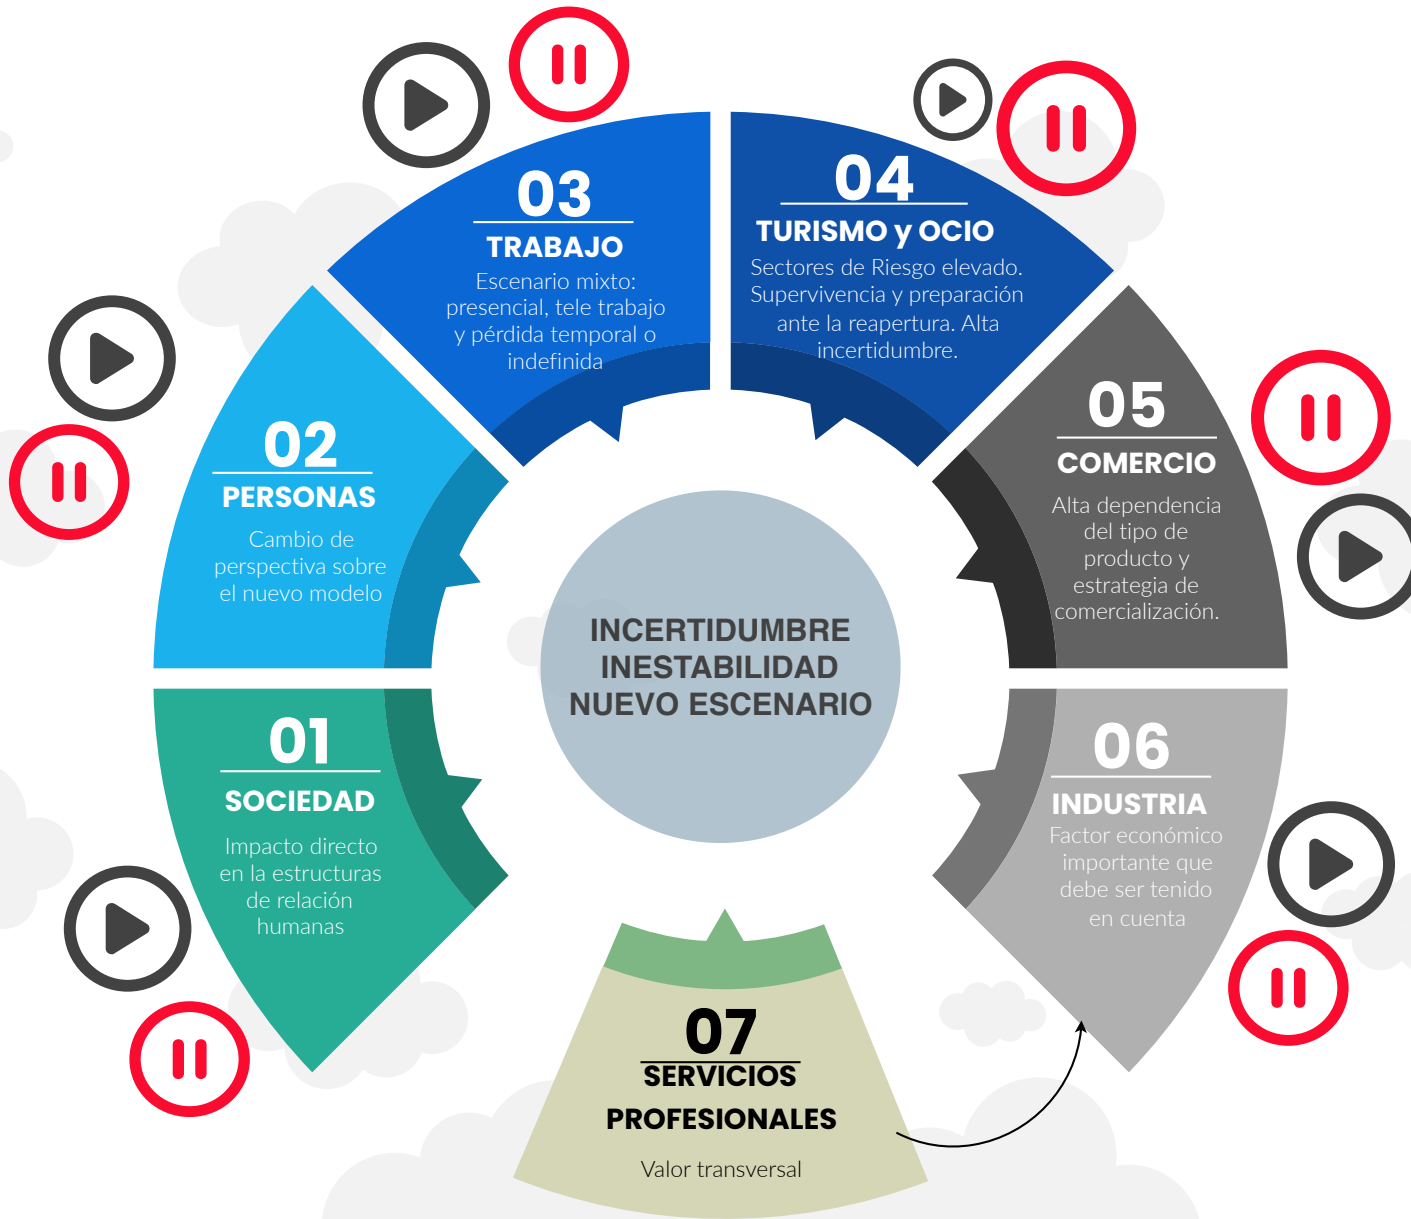 01
SOCIEDAD
Impacto directo
en la estructuras
de relación
humanas
02
PERSONAS
Cambio de
perspectiva sobre
el nuevo modelo
03
TRABAJO
Escenario mixto:
presencial, tele trabajo
y pérdida temporal o
indefinida
04
TURISMO y OCIO
Sectores de Riesgo elevado.
Supervivencia y preparación
ante la reapertura. Alta
incertidumbre.
05
COMERCIO
Alta dependencia
del tipo de
producto y
estrategia de
comercialización.
06
INDUSTRIA
Factor económico
importante que
debe ser tenido
en cuenta
07
SERVICIOS
PROFESIONALES
Valor transversal
INCERTIDUMBRE
INESTABILIDAD
NUEVO ESCENARIO